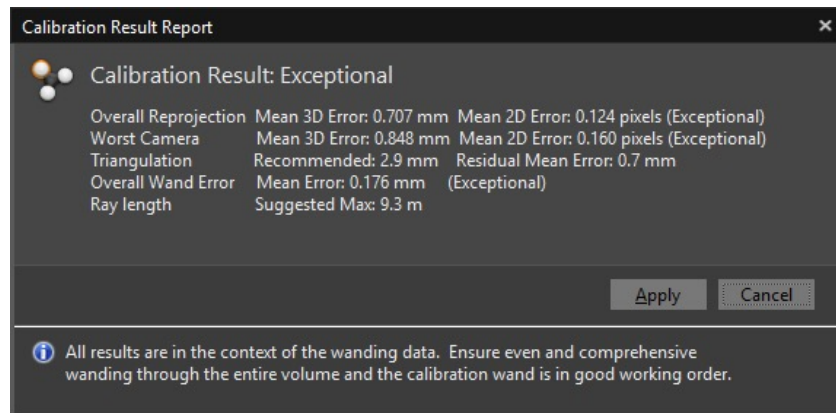 Calibration Result Report
Calibration Result: Exceptional
Overall Reprojection Mean 3D Error: 0.707 mm Mean 2D Error: 0.124 pixels (Exceptional)
Worst Camera Mean 3D Error: 0.848 mm Mean 2D Error: 0.160 pixels (Exceptional)
Triangulation Recommended: 2.9 mm Residual Mean Error: 0.7 mm
Overall Wand Error Mean Error: 0.176 mm (Exceptional)
Ray length Suggested Max: 9.3 m
Apply Cancel
All results are in the context of the wanding data. Ensure even and comprehensive
wanding through the entire volume and the calibration wand is in good working order.